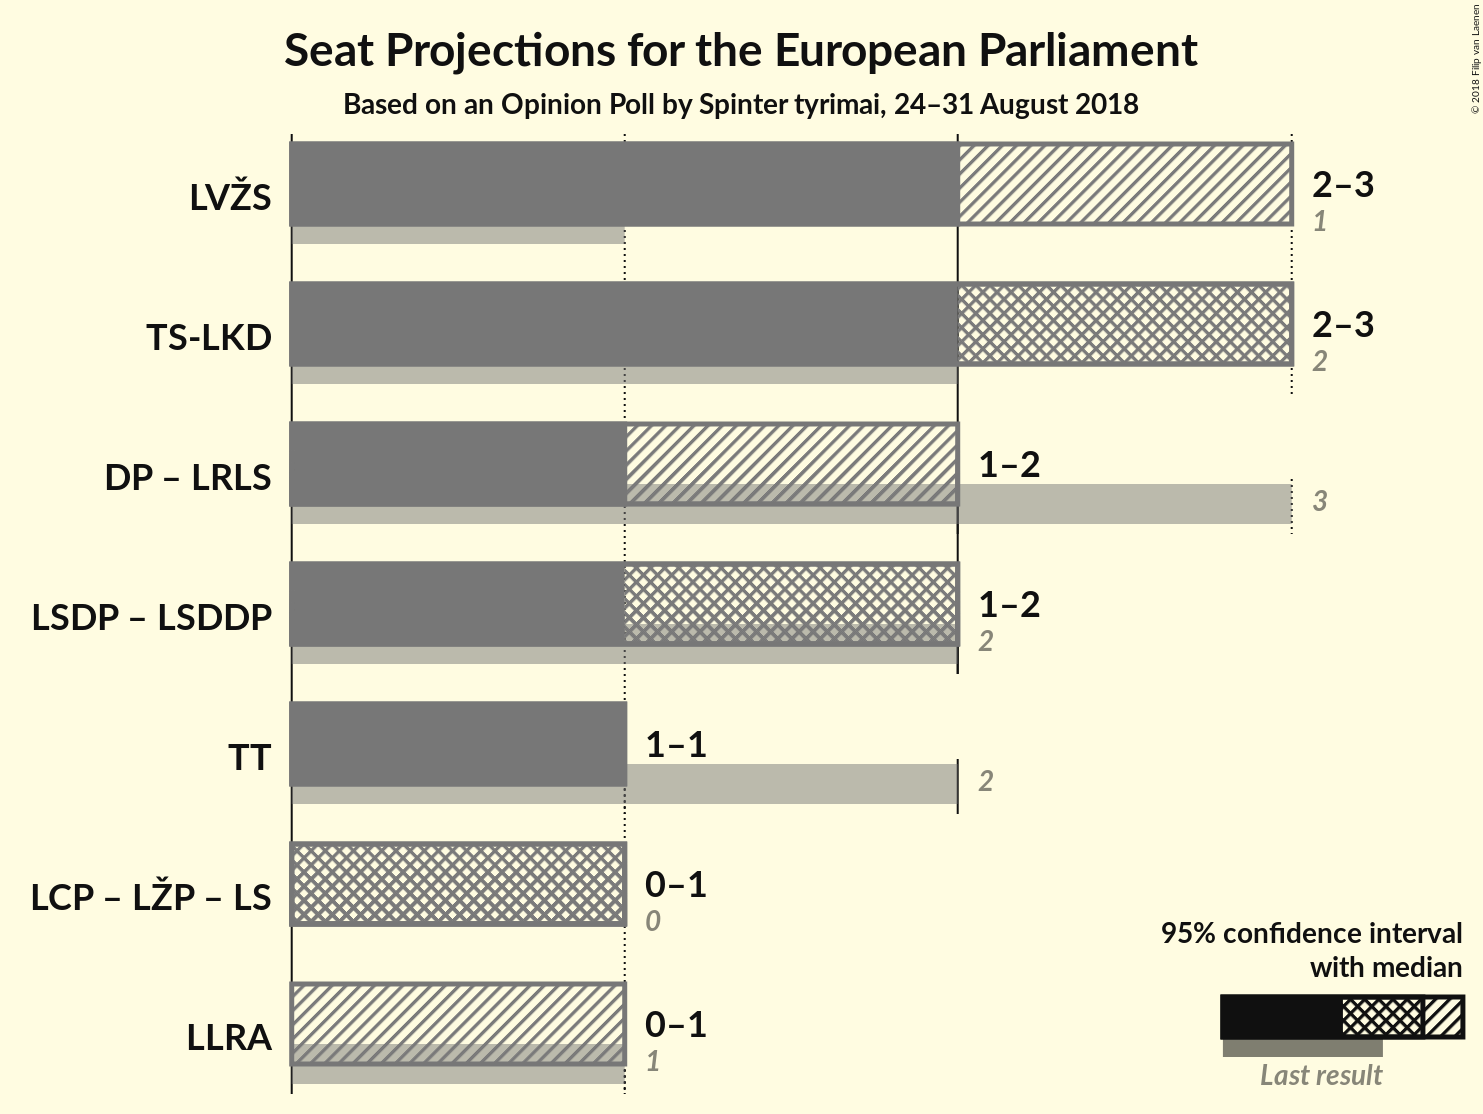 Seat Projections for the European Parliament
Based on an Opinion Poll by Spinter tyrimai, 24–31 August 2018
© 2018 Filip van Laenen
LVŽS
2–3
1
TS-LKD
2–3
2
DP – LRLS
1–2
3
LSDP – LSDDP
1–2
2
TT
1–1
2
LCP – LŽP – LS
0–1
0
LLRA
0–1
1
95% confidence interval
with median
Last result